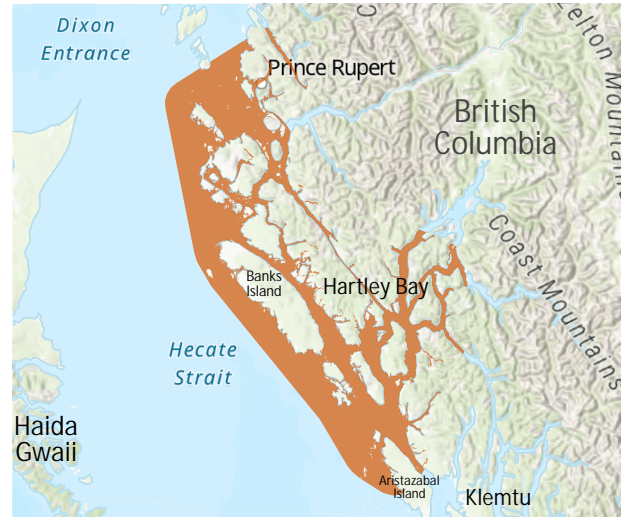 Dixon
Entrance
Prince Rupert
British
Columbia
Coast Mountains
Banks
Island
Hartley Bay
Hecate
Strait
Haida
Gwaii
Aristazabal
Island
Klemtu